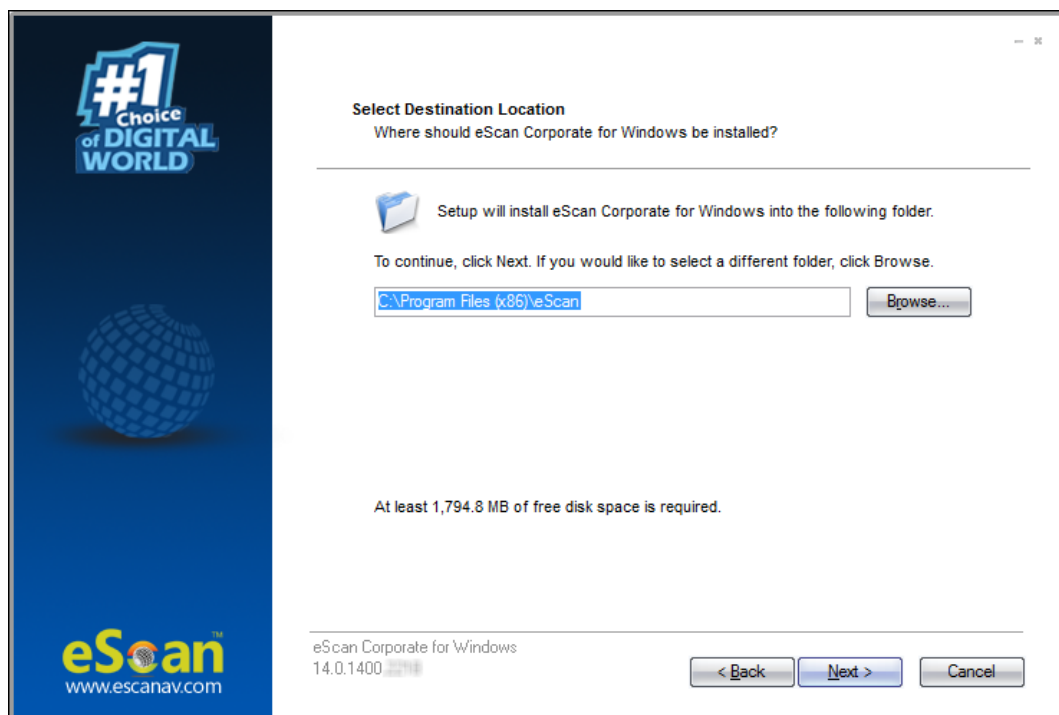 #1
Choice
of DIGITAL
WORLD
Select Destination Location
Where should eScan Corporate for Windows be installed?
Setup will install eScan Corporate for Windows into the following folder.
To continue, click Next. If you would like to select a different folder, click Browse.
C:\Program Files (x86)\eScan
Browse...
At least 1,794.8 MB of free disk space is required.
eScan Corporate for Windows
14.0.1400
< Back
Next >
Cancel
eScan™
www.escanav.com